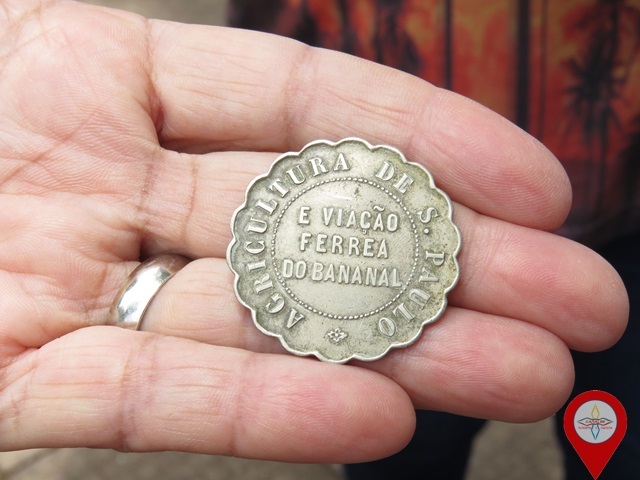 AGRICULTURA DE S. PAULO
E VIAÇÃO
FERREA
DO BANANAL